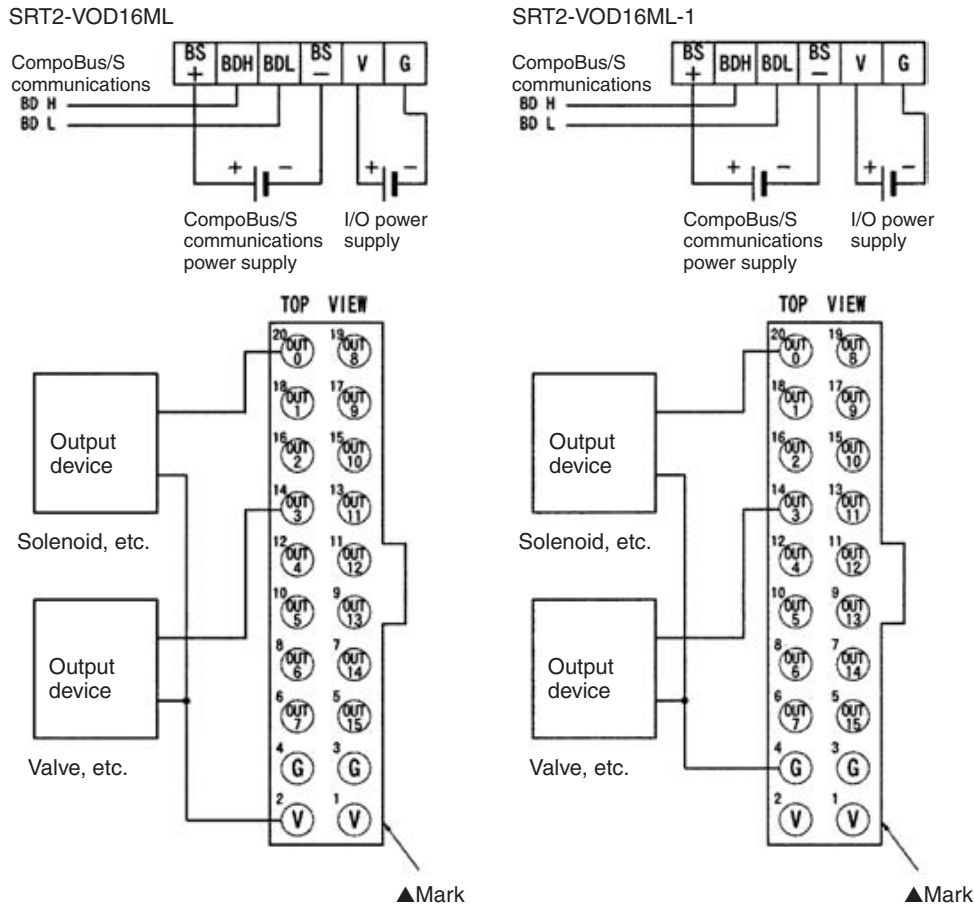 SRT2-VOD16ML
CompoBus/S
communications
BD H
BD L
BS
+
BDH
BDL
BS
−
V
G
+
−
+
−
CompoBus/S
communications
power supply
I/O power
supply
TOP VIEW
20 OUT 0
19 OUT 8
18 OUT 1
17 OUT 9
16 OUT 2
15 OUT 10
14 OUT 3
13 OUT 11
12 OUT 4
11 OUT 12
10 OUT 5
9 OUT 13
8 OUT 6
7 OUT 14
6 OUT 7
5 OUT 15
4 G
3 G
2 V
1 V
Output
device
Solenoid, etc.
Output
device
Valve, etc.
▲Mark
SRT2-VOD16ML-1
CompoBus/S
communications
BD H
BD L
BS
+
BDH
BDL
BS
−
V
G
+
−
+
−
CompoBus/S
communications
power supply
I/O power
supply
TOP VIEW
20 OUT 0
19 OUT 8
18 OUT 1
17 OUT 9
16 OUT 2
15 OUT 10
14 OUT 3
13 OUT 11
12 OUT 4
11 OUT 12
10 OUT 5
9 OUT 13
8 OUT 6
7 OUT 14
6 OUT 7
5 OUT 15
4 G
3 G
2 V
1 V
Output
device
Solenoid, etc.
Output
device
Valve, etc.
▲Mark